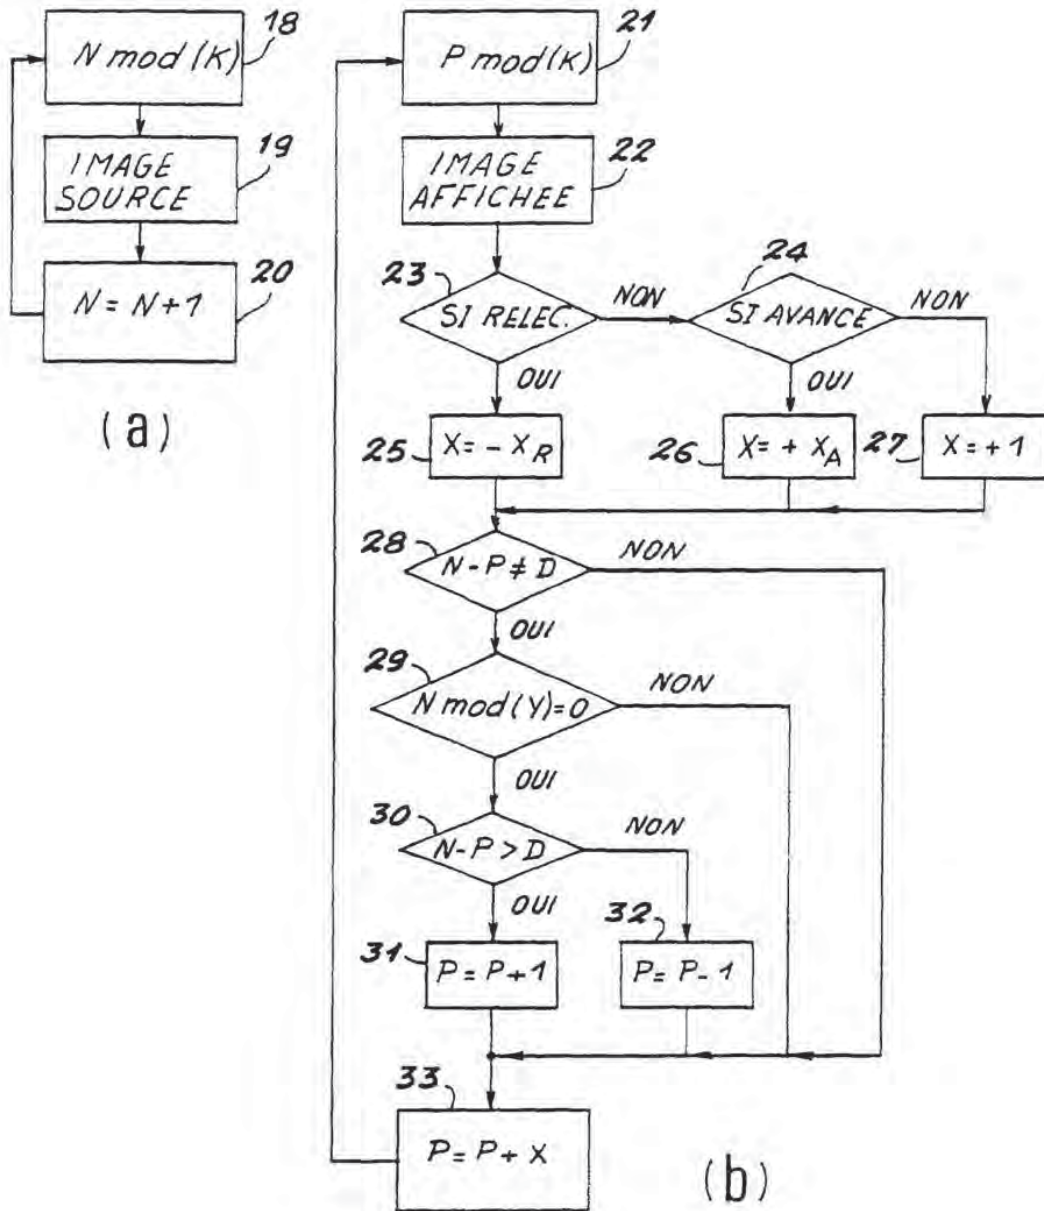 18
N mod (K)
19
IMAGE
SOURCE
20
N = N+1
(a)
21
P mod(K)
22
IMAGE
AFFICHEE
23
SI RELEC.
NON
24
SI AVANCE
NON
OUI
OUI
25
X = - XR
26
X = + XA
27
X = + 1
28
N - P ≠ D
NON
OUI
29
N mod (Y) = 0
NON
OUI
30
N - P > D
NON
OUI
31
P = P + 1
32
P = P - 1
33
P = P + X
(b)